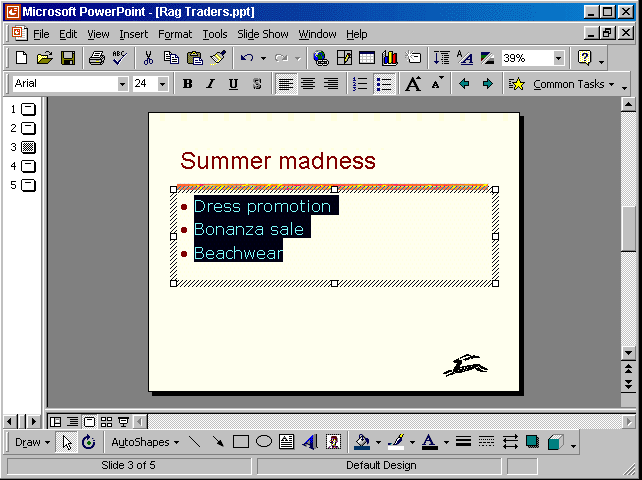 Microsoft PowerPoint - [Rag Traders.ppt]
File Edit View Insert Format Tools Slide Show Window Help
ABC 39% ?
Arial 24 B I U S A A Common Tasks
1
2
3
4
5
Summer madness
• Dress promotion
• Bonanza sale
• Beachwear
Draw AutoShapes A A
Slide 3 of 5 Default Design